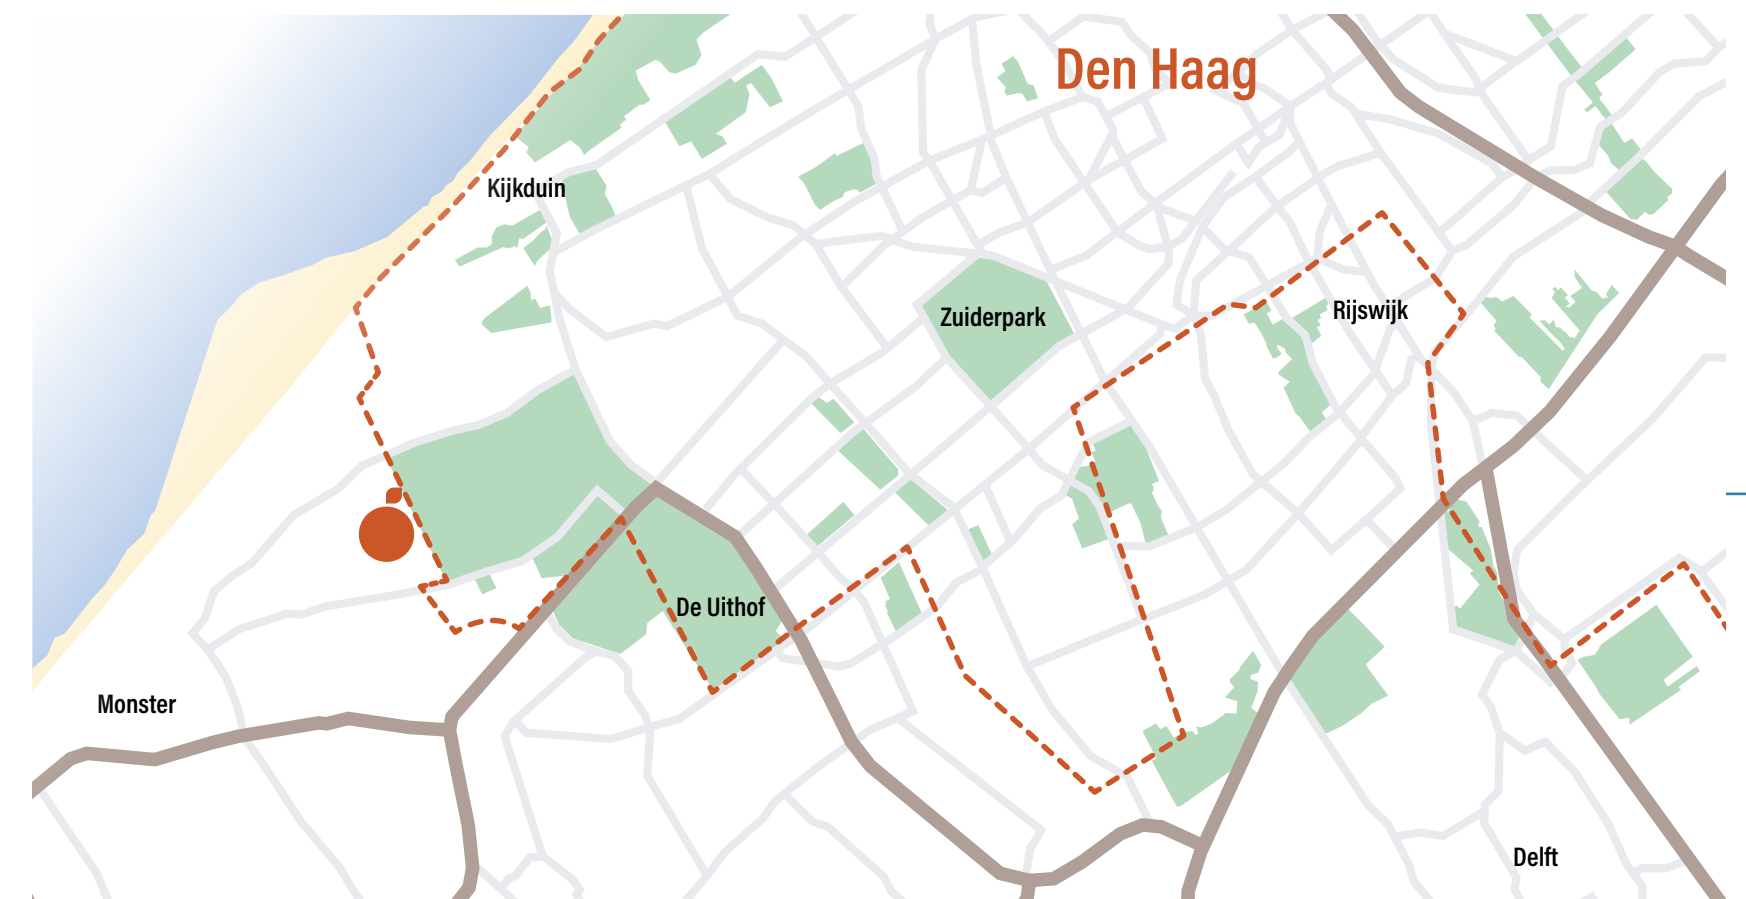 Den Haag
Kijkduin
Zuiderpark
Rijswijk
De Uithof
Monster
Delft